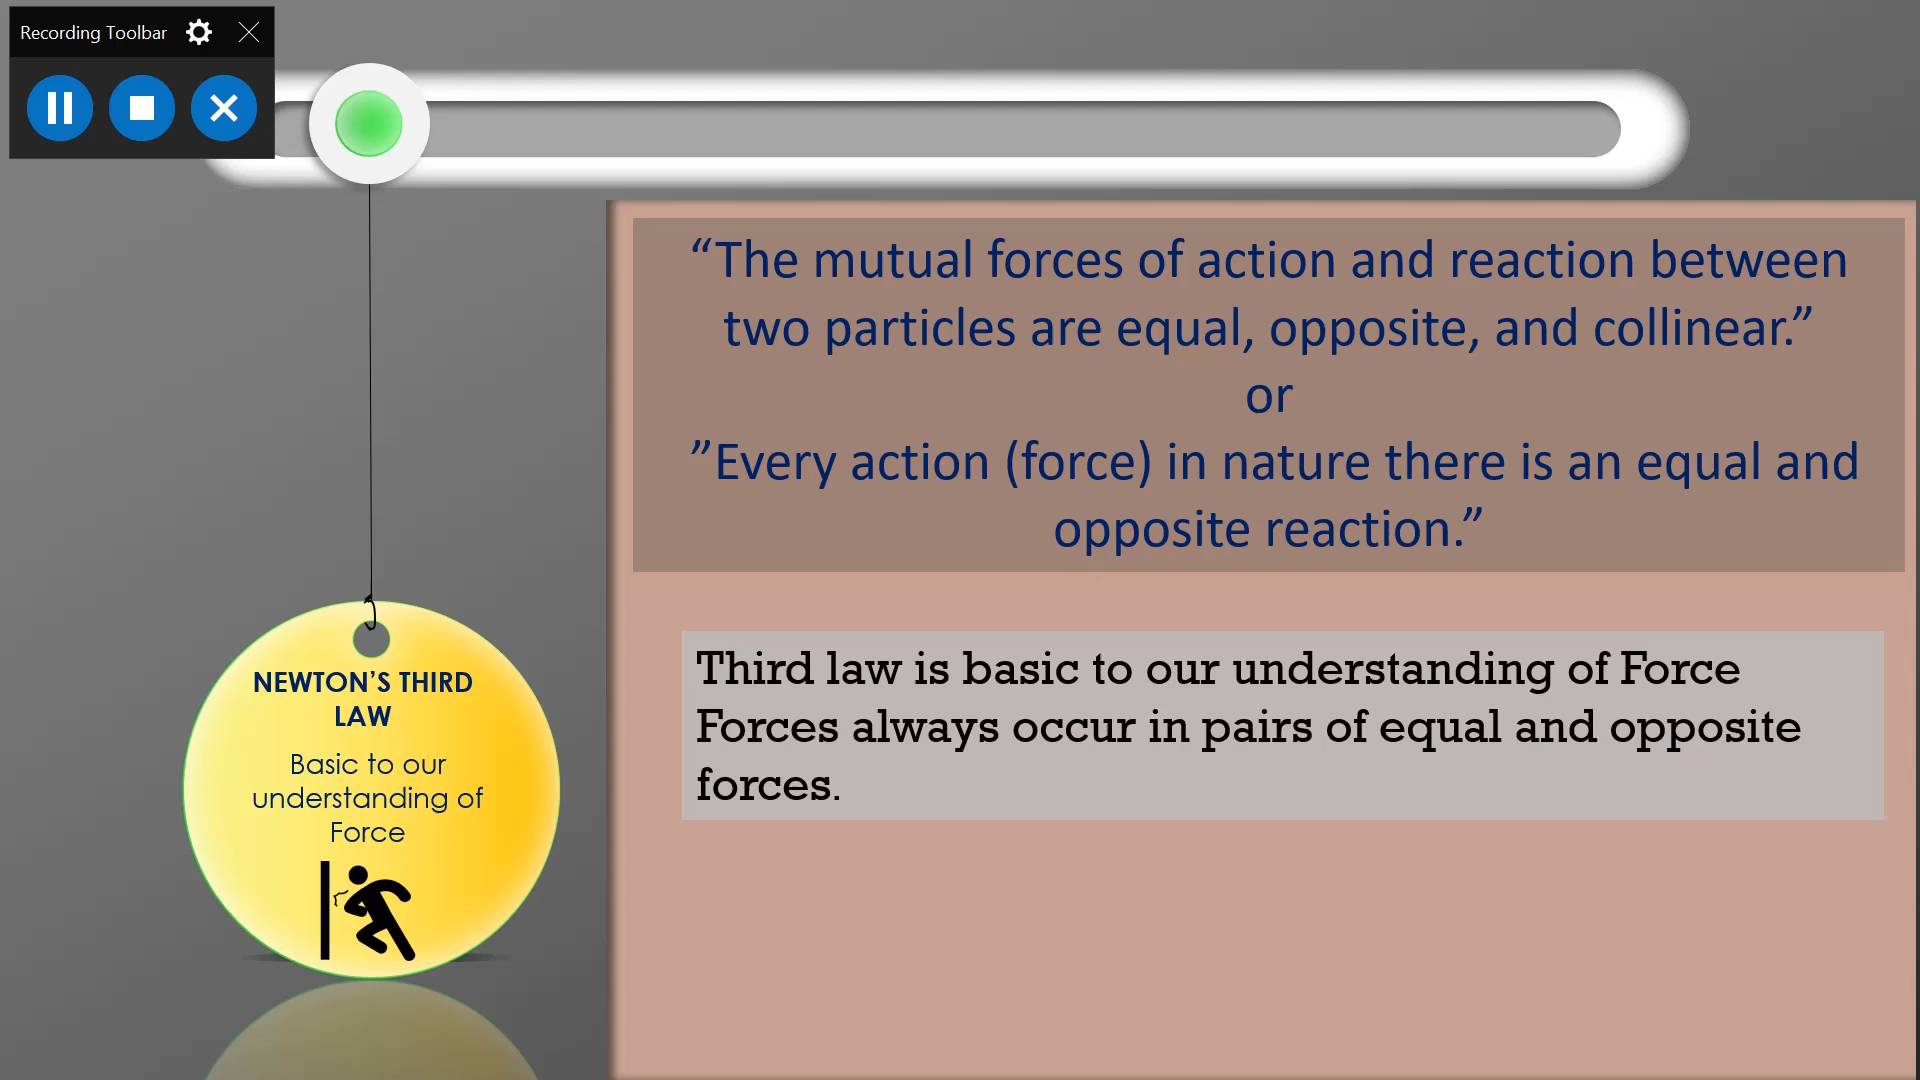 Recording Toolbar
“The mutual forces of action and reaction between
two particles are equal, opposite, and collinear.”
or
”Every action (force) in nature there is an equal and
opposite reaction.”
NEWTON’S THIRD
LAW
Basic to our
understanding of
Force
Third law is basic to our understanding of Force
Forces always occur in pairs of equal and opposite
forces.